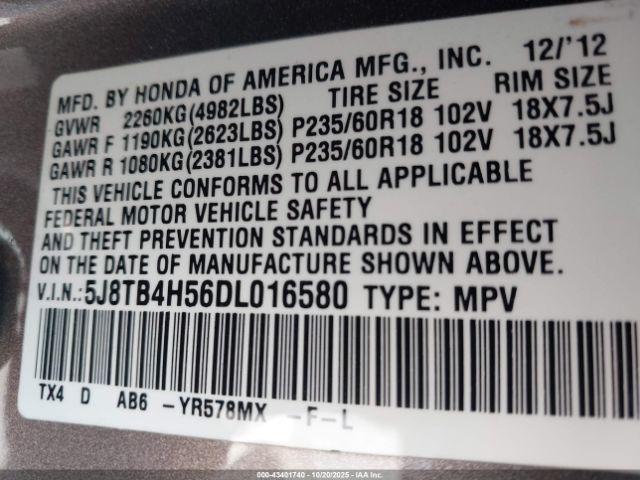 MFD. BY HONDA OF AMERICA MFG., INC. 12/'12
GVWR 2260KG(4982LBS) TIRE SIZE RIM SIZE
GAWR F 1190KG(2623LBS) P235/60R18 102V 18X7.5J
GAWR R 1080KG(2381LBS) P235/60R18 102V 18X7.5J
THIS VEHICLE CONFORMS TO ALL APPLICABLE
FEDERAL MOTOR VEHICLE SAFETY
AND THEFT PREVENTION STANDARDS IN EFFECT
ON THE DATE OF MANUFACTURE SHOWN ABOVE.
V.I.N.:5J8TB4H56DL016580 TYPE: MPV
TX4 D AB6 -YR578MX -F-L
000-43401740 | 10/20/2025 | IAAI.COM